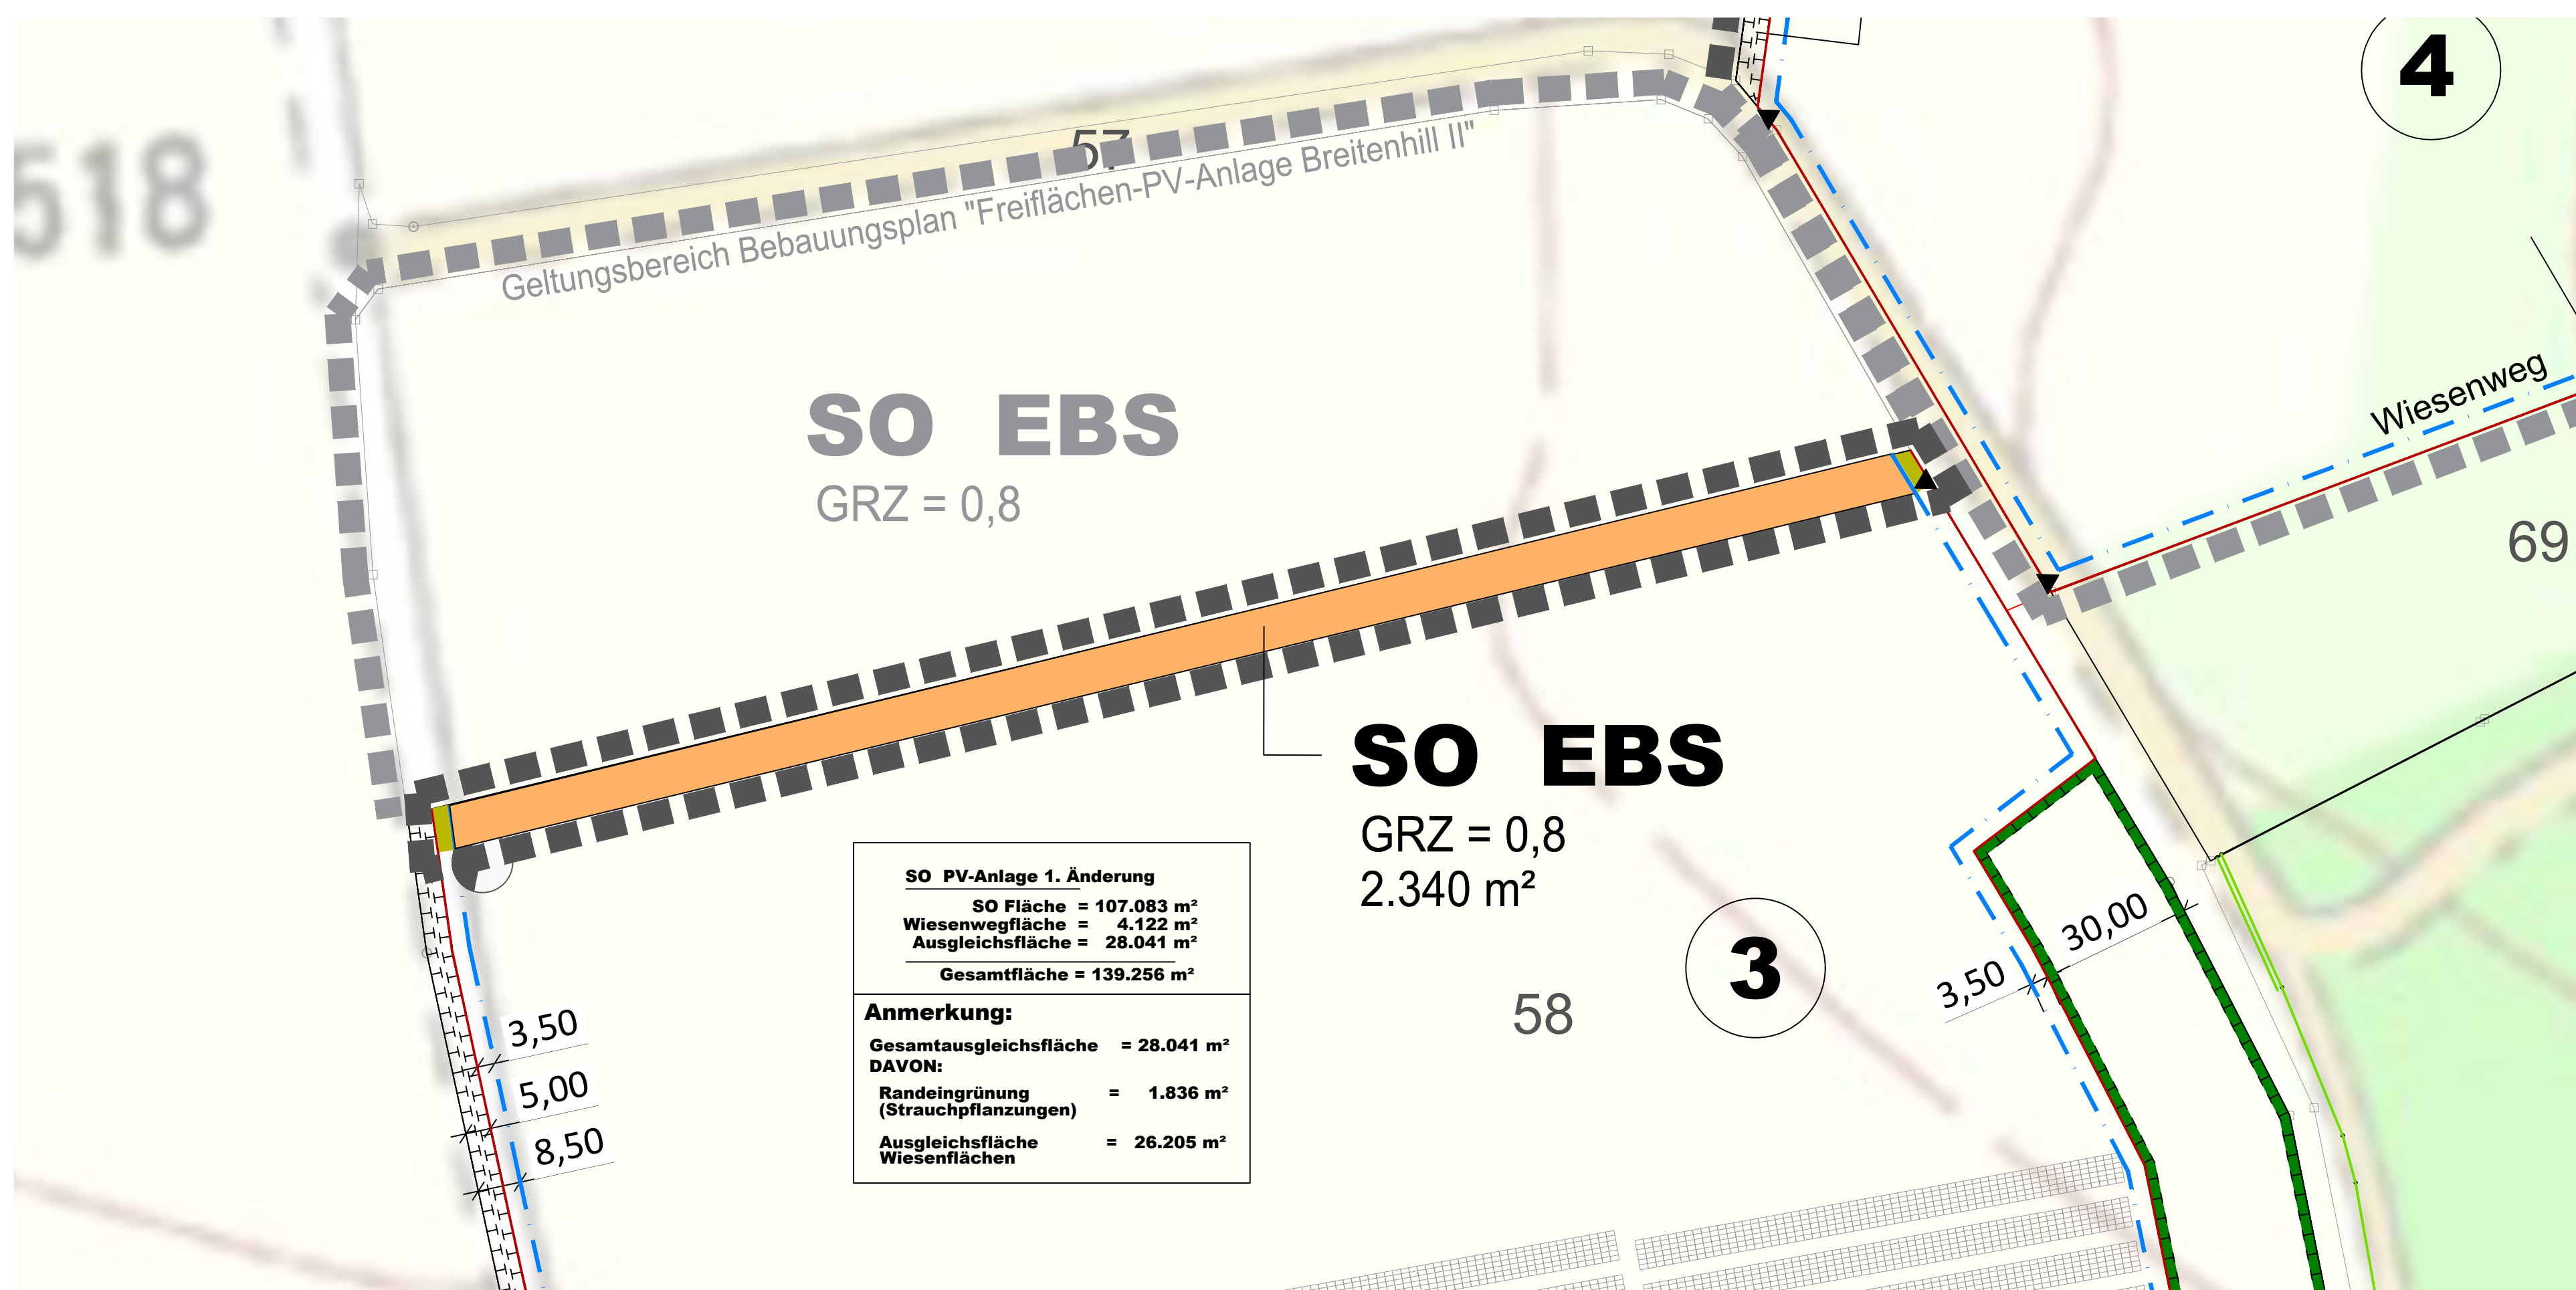 4
518
57
Geltungsbereich Bebauungsplan "Freiflächen-PV-Anlage Breitenhill II"
Wiesenweg
SO EBS
GRZ = 0,8
69
SO EBS
GRZ = 0,8
2.340 m²
SO PV-Anlage 1. Änderung
SO Fläche = 107.083 m²
Wiesenwegfläche = 4.122 m²
Ausgleichsfläche = 28.041 m²
Gesamtfläche = 139.256 m²
Anmerkung:
Gesamtausgleichsfläche = 28.041 m²
DAVON:
Randeingrünung = 1.836 m²
(Strauchpflanzungen)
Ausgleichsfläche = 26.205 m²
Wiesenflächen
3
58
30,00
3,50
3,50
5,00
8,50